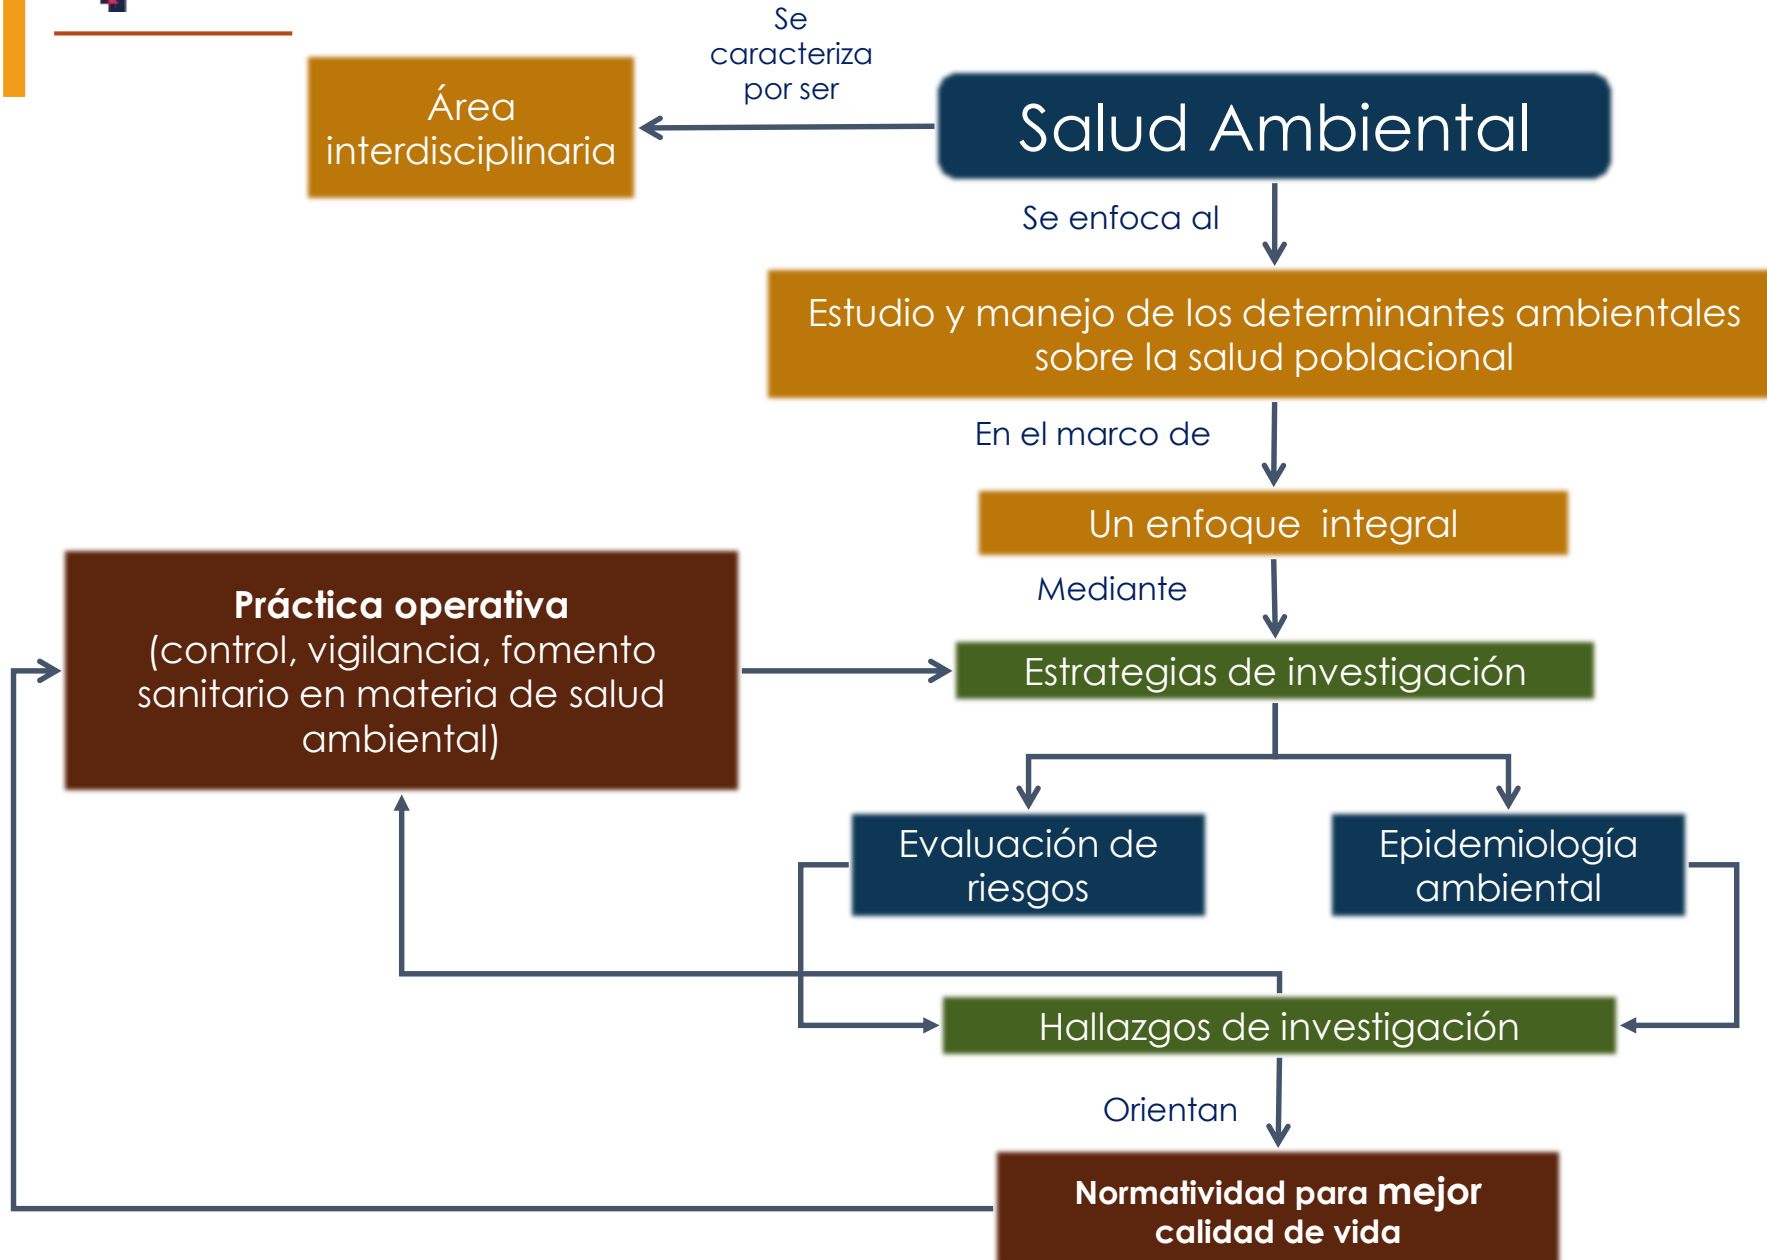 Se
caracteriza
por ser
Área
interdisciplinaria
Salud Ambiental
Se enfoca al
Estudio y manejo de los determinantes ambientales
sobre la salud poblacional
En el marco de
Un enfoque  integral
Mediante
Práctica operativa
(control, vigilancia, fomento
sanitario en materia de salud
ambiental)
Estrategias de investigación
Evaluación de
riesgos
Epidemiología
ambiental
Hallazgos de investigación
Orientan
Normatividad para mejor
calidad de vida